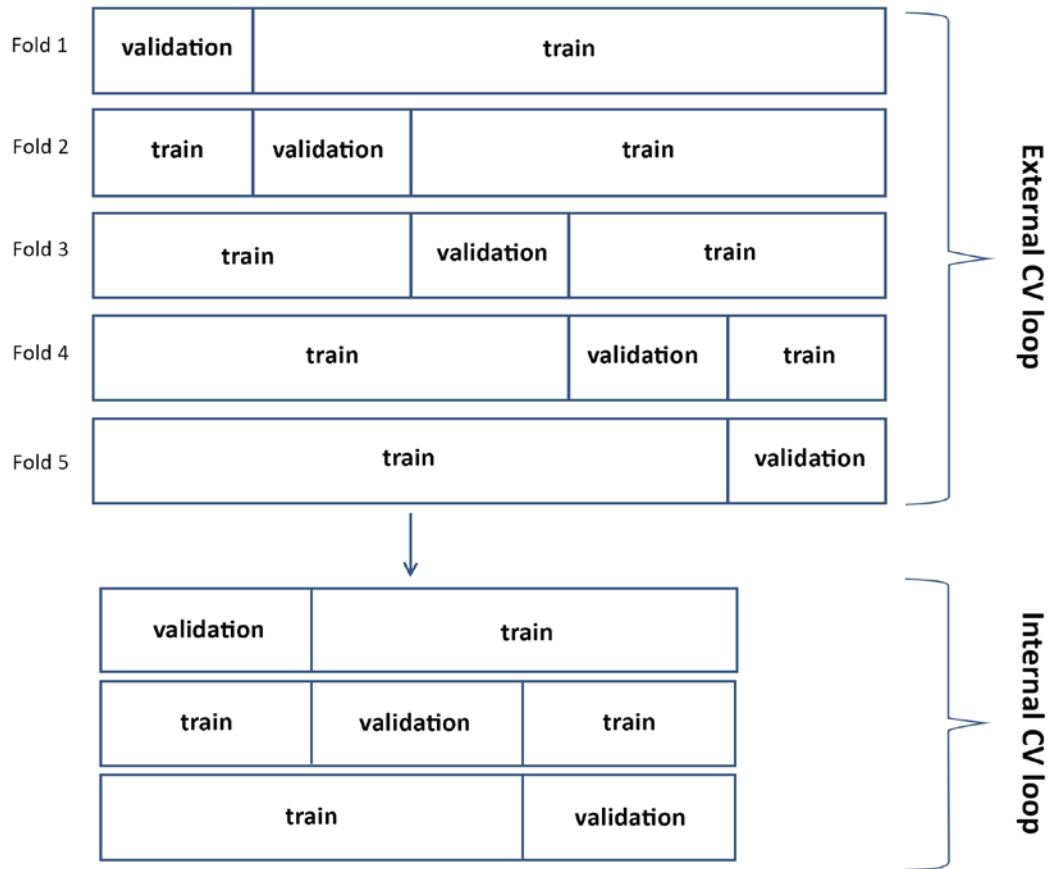 Fold 1
validation
train
Fold 2
train
validation
train
Fold 3
train
validation
train
Fold 4
train
validation
train
Fold 5
train
validation
External CV loop
validation
train
train
validation
train
train
validation
Internal CV loop